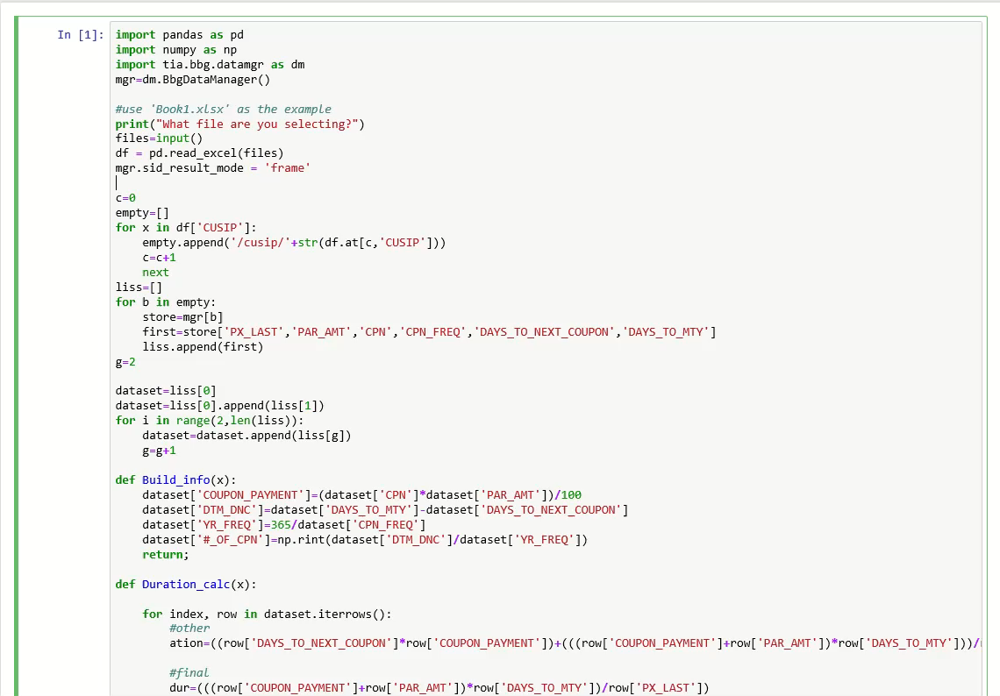 In [1]:
import pandas as pd
import numpy as np
import tia.bbg.datamgr as dm
mgr=dm.BbgDataManager()
#use 'Book1.xlsx' as the example
print("What file are you selecting?")
files=input()
df = pd.read_excel(files)
mgr.sid_result_mode = 'frame'
c=0
empty=[]
for x in df['CUSIP']:
    empty.append('/cusip/'+str(df.at[c,'CUSIP']))
    c=c+1
    next
liss=[]
for b in empty:
    store=mgr[b]
    first=store['PX_LAST','PAR_AMT','CPN','CPN_FREQ','DAYS_TO_NEXT_COUPON','DAYS_TO_MTY']
    liss.append(first)
g=2
dataset=liss[0]
dataset=liss[0].append(liss[1])
for i in range(2,len(liss)):
    dataset=dataset.append(liss[g])
    g=g+1
def Build_info(x):
    dataset['COUPON_PAYMENT']=(dataset['CPN']*dataset['PAR_AMT'])/100
    dataset['DTM_DNC']=dataset['DAYS_TO_MTY']-dataset['DAYS_TO_NEXT_COUPON']
    dataset['YR_FREQ']=365/dataset['CPN_FREQ']
    dataset['#_OF_CPN']=np.rint(dataset['DTM_DNC']/dataset['YR_FREQ'])
    return;
def Duration_calc(x):
    for index, row in dataset.iterrows():
        #other
        ation=((row['DAYS_TO_NEXT_COUPON']*row['COUPON_PAYMENT'])+(((row['COUPON_PAYMENT']+row['PAR_AMT'])*row['DAYS_TO_MTY']))/
        #final
        dur=(((row['COUPON_PAYMENT']+row['PAR_AMT'])*row['DAYS_TO_MTY'])/row['PX_LAST'])